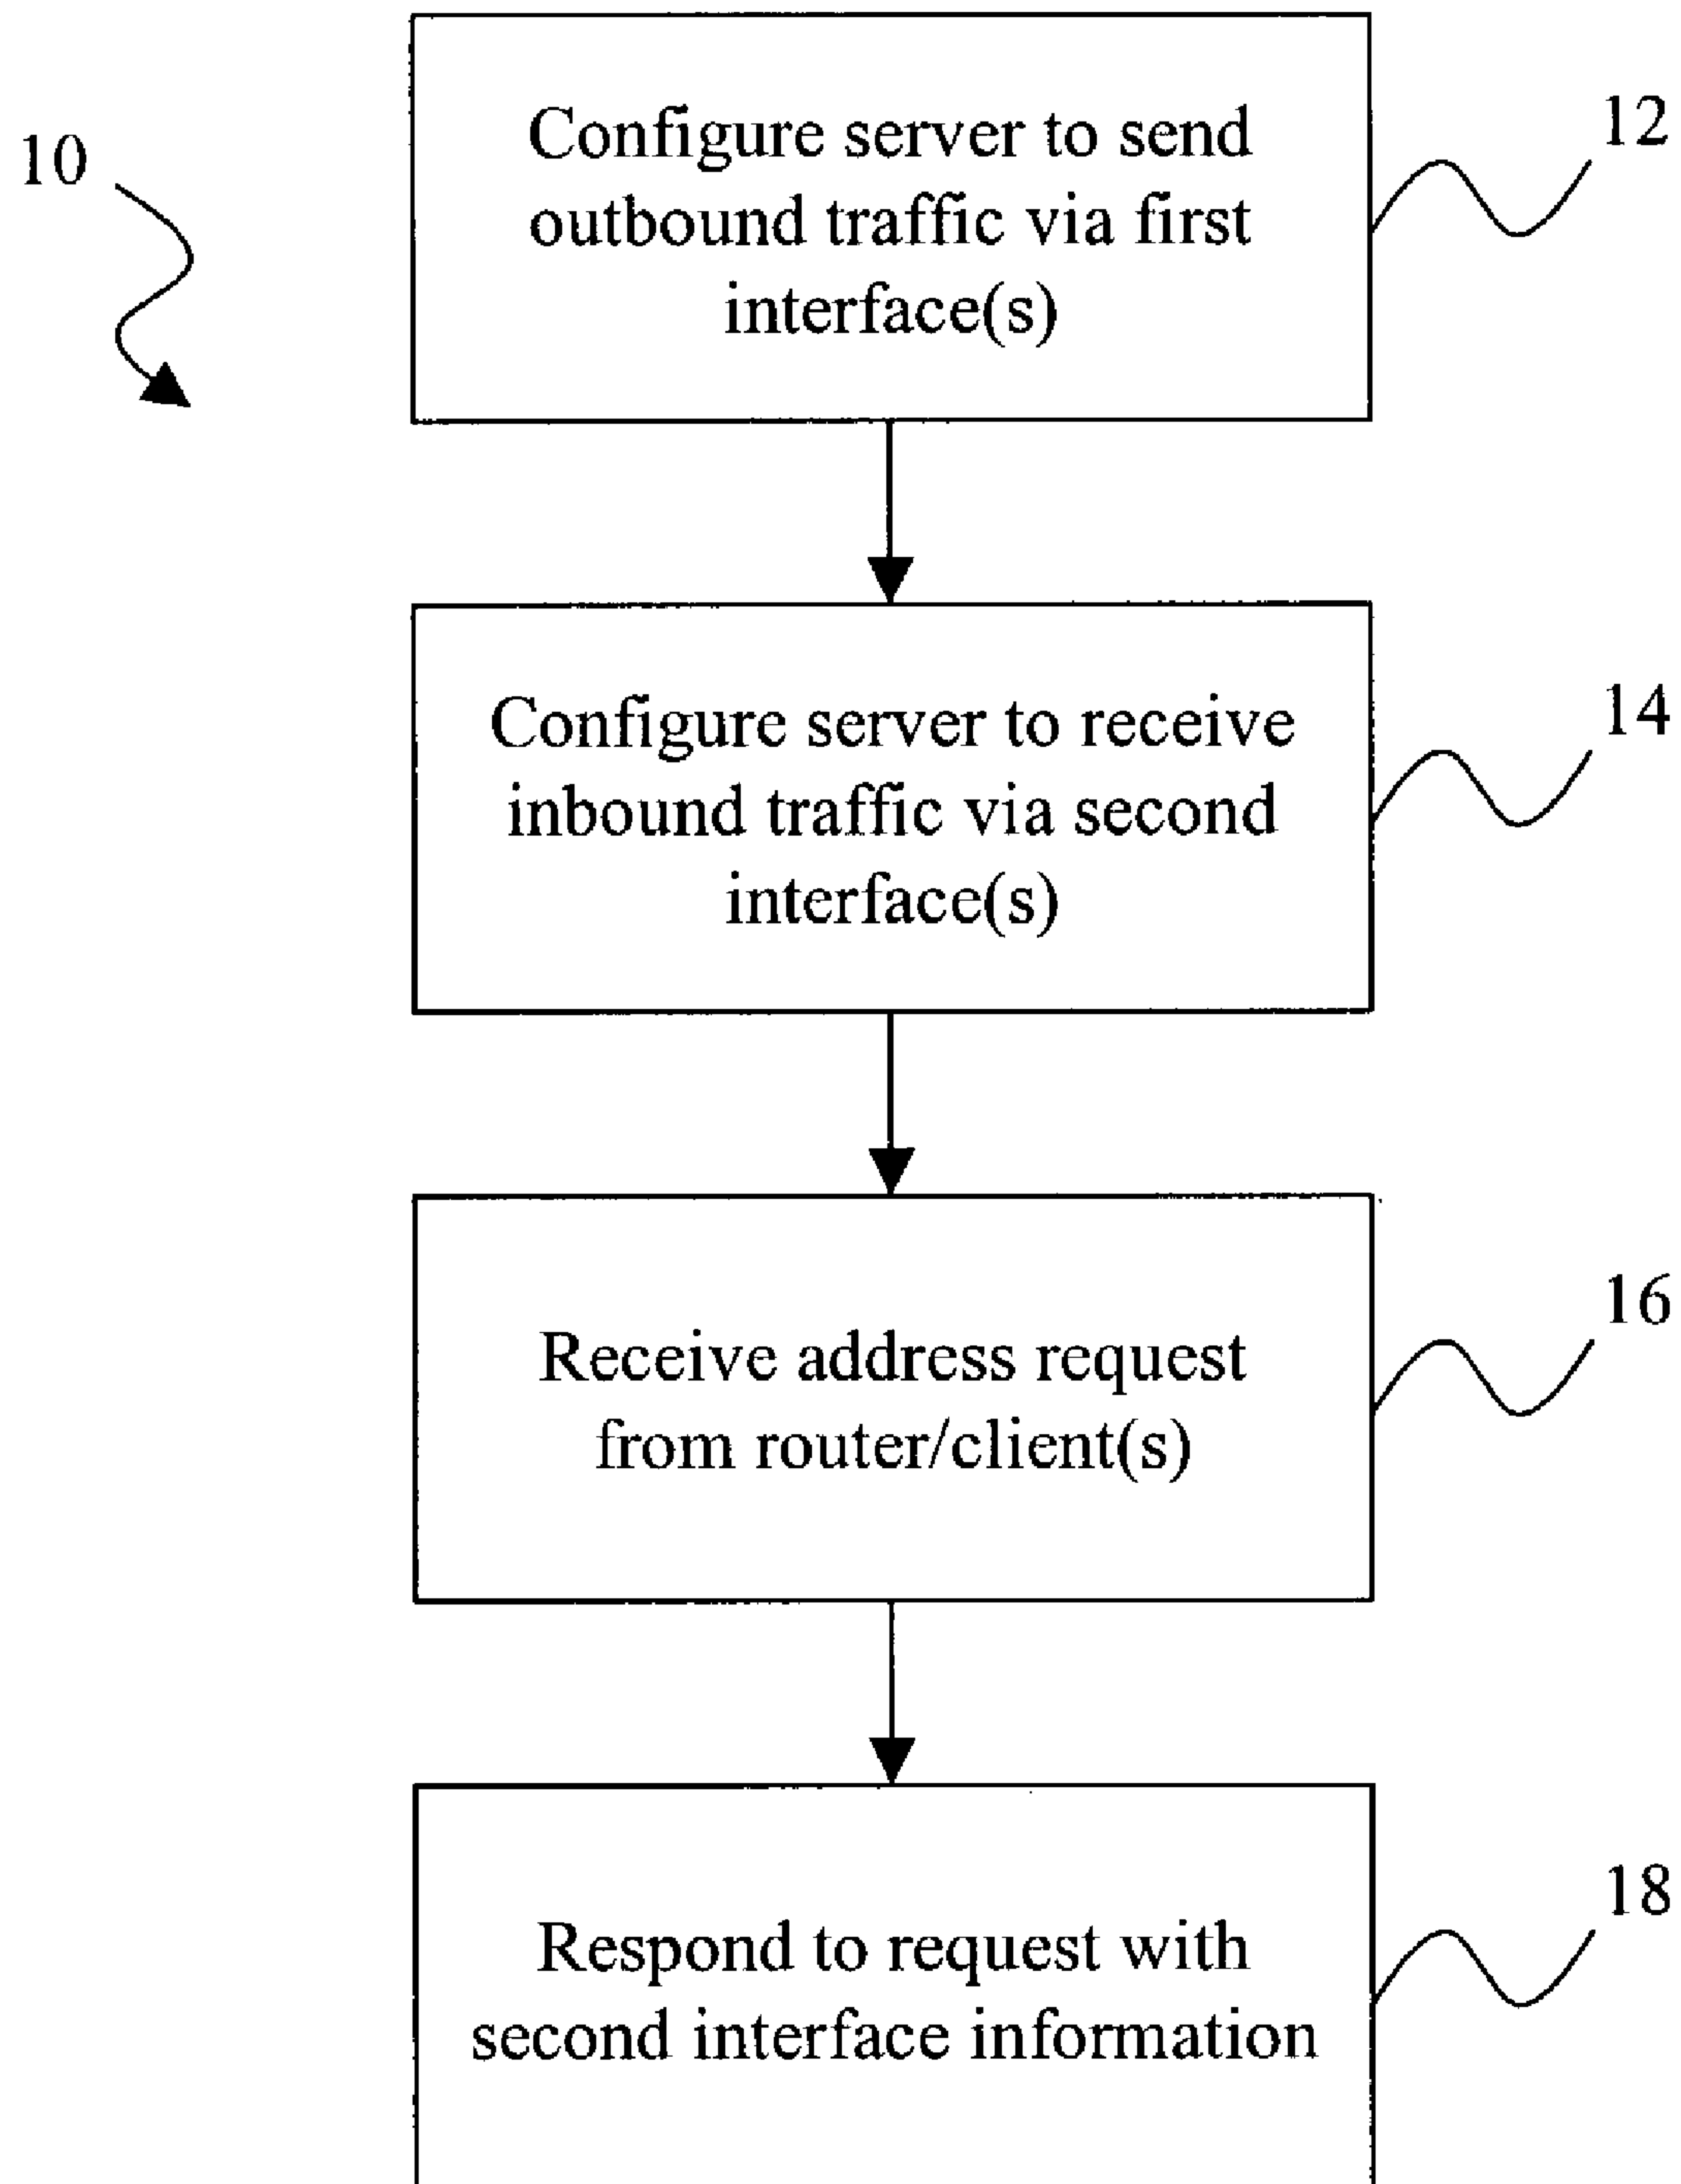 10
Configure server to send
outbound traffic via first
interface(s)
12
Configure server to receive
inbound traffic via second
interface(s)
14
Receive address request
from router/client(s)
16
Respond to request with
second interface information
18